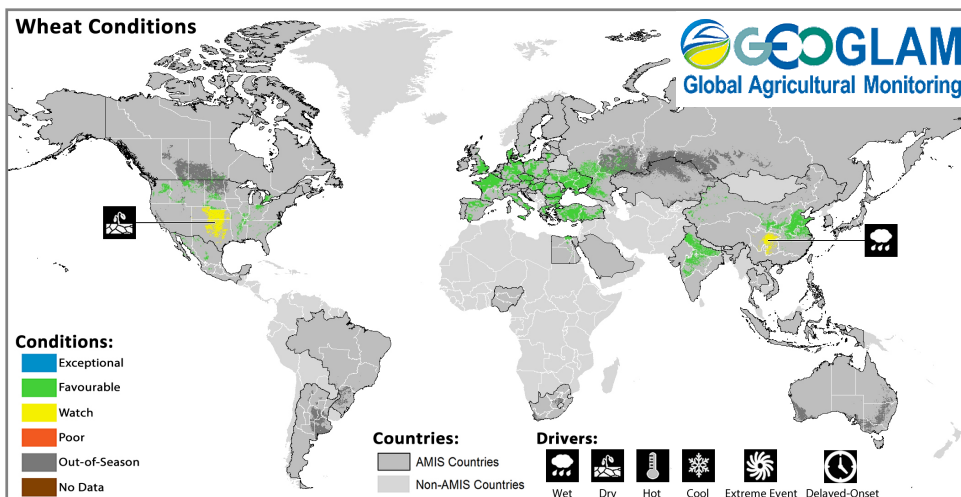 Wheat Conditions
GEOGLAM
Global Agricultural Monitoring
Conditions:
Exceptional
Favourable
Watch
Poor
Out-of-Season
No Data
Countries:
AMIS Countries
Non-AMIS Countries
Drivers:
Wet
Dry
Hot
Cool
Extreme Event
Delayed-Onset